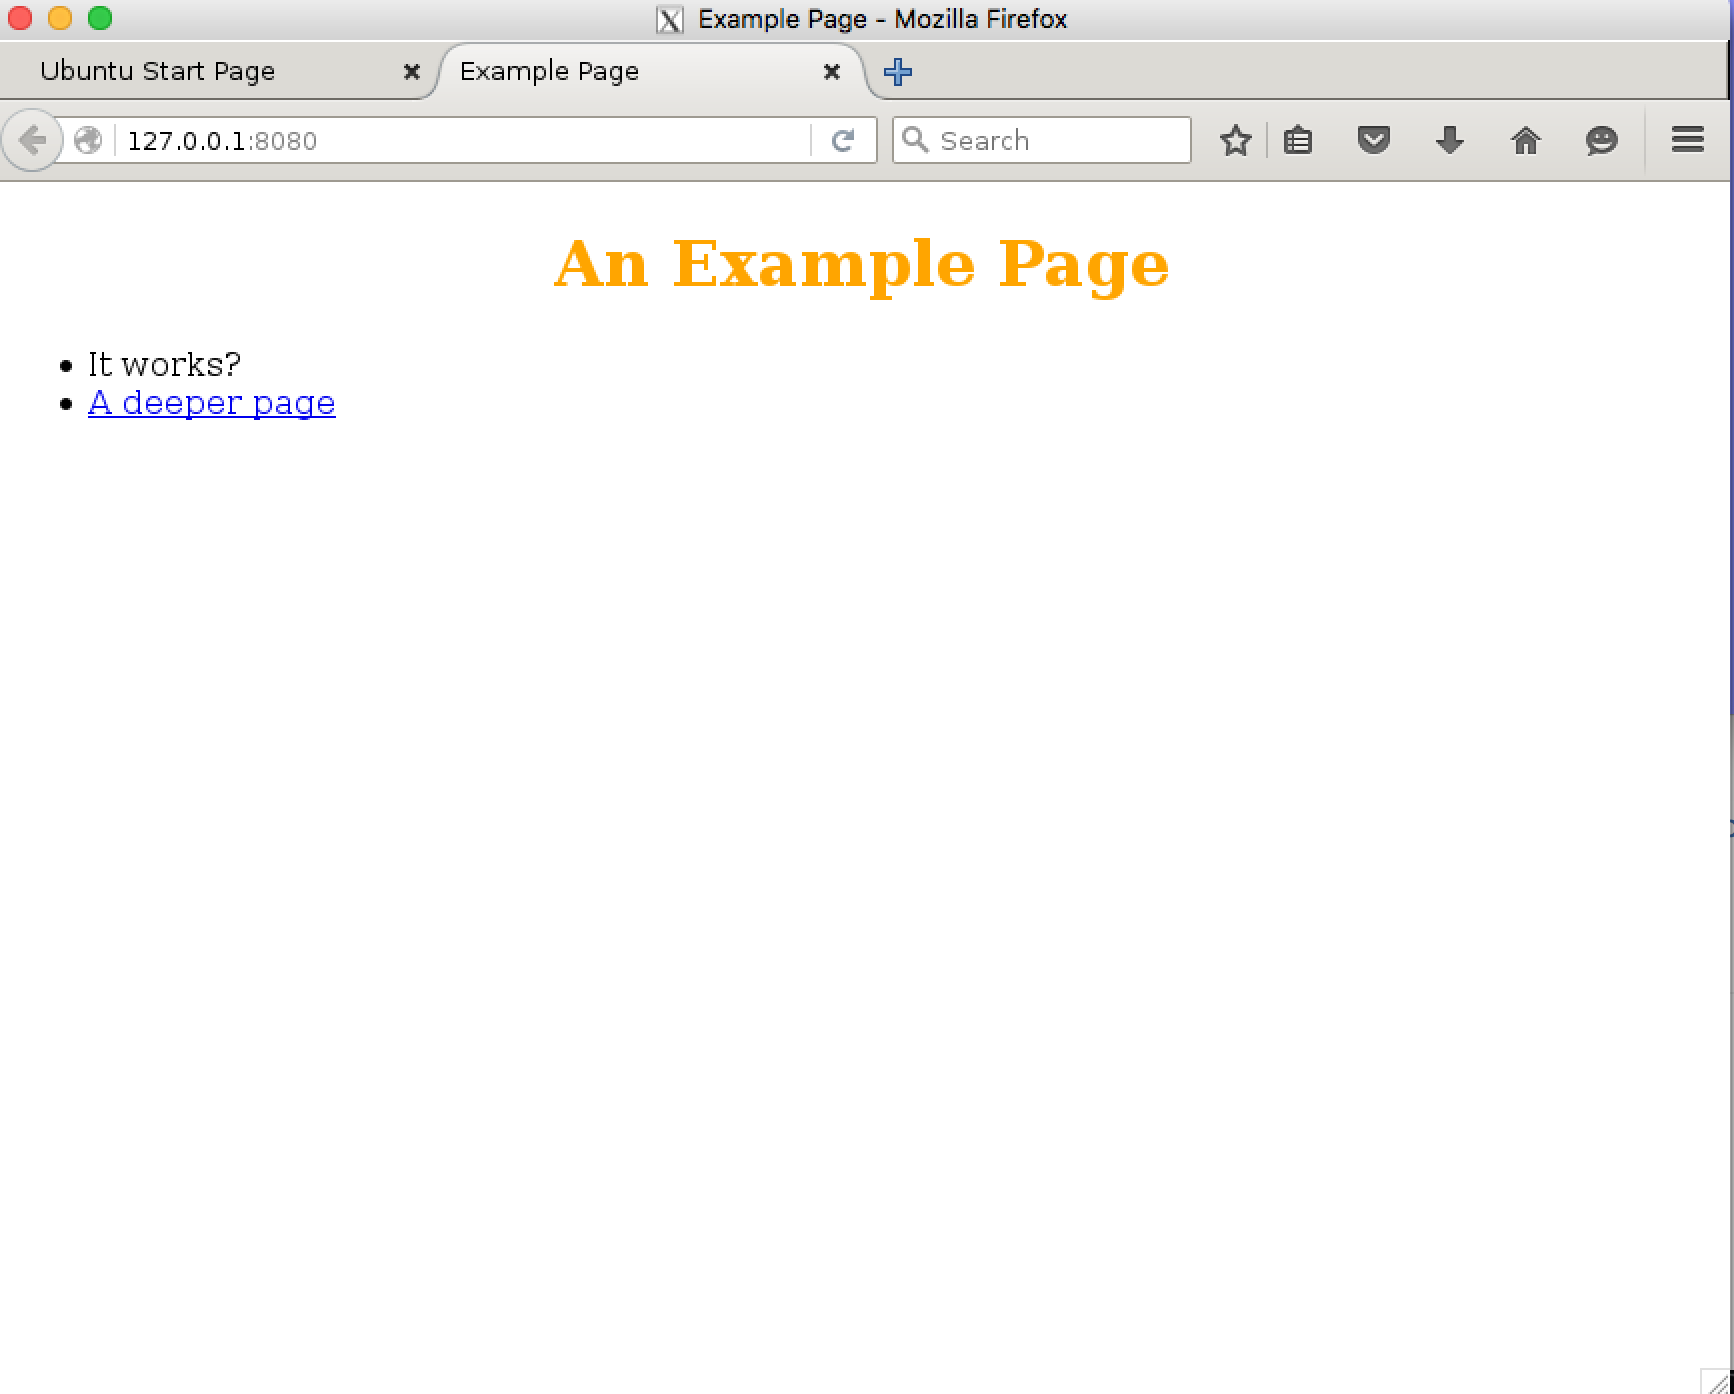 Example Page - Mozilla Firefox
Ubuntu Start Page
Example Page
127.0.0.1:8080
Search
An Example Page
It works?
A deeper page